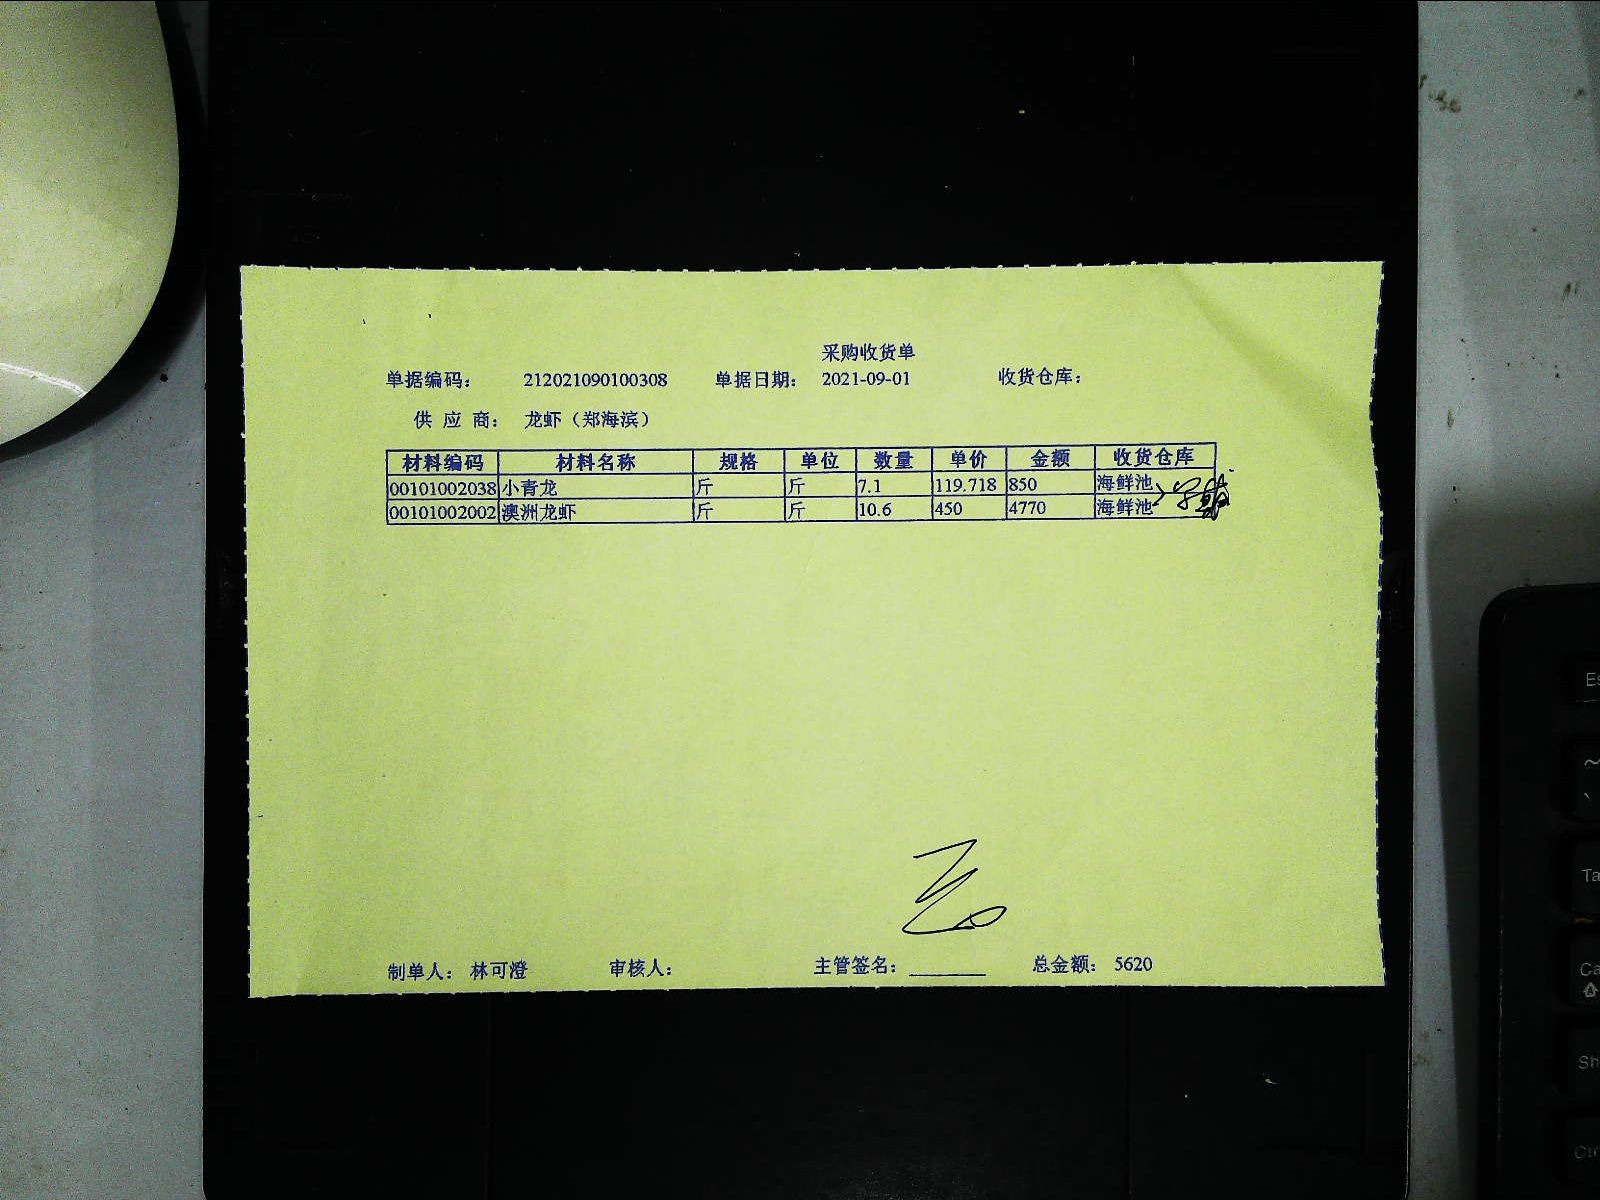 采购收货单
单据编码： 212021090100308 单据日期： 2021-09-01 收货仓库：
供 应 商： 龙虾（郑海滨）
材料编码 材料名称 规格 单位 数量 单价 金额 收货仓库
00101002038 小青龙 斤 斤 7.1 119.718 850 海鲜池
00101002002 澳洲龙虾 斤 斤 10.6 450 4770 海鲜池
制单人： 林可澄 审核人： 主管签名： 总金额： 5620
Es
~
Ta
Ca
Sh
Ctr